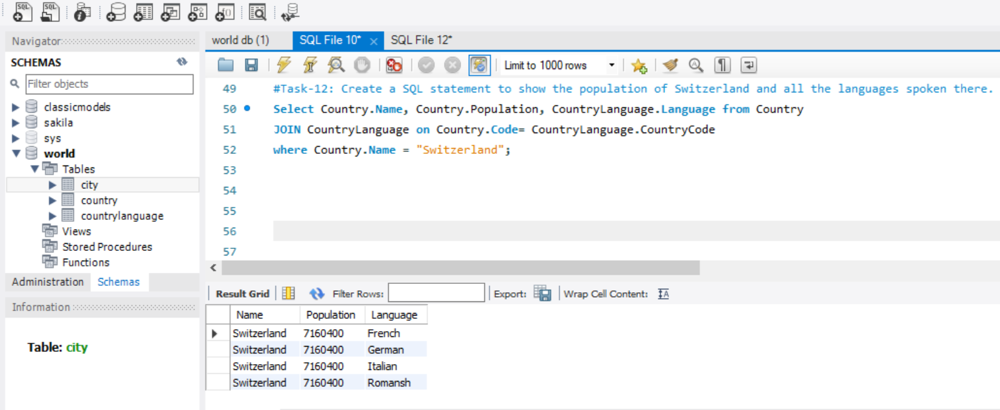 SQL SQL
Navigator
SCHEMAS
Filter objects
classicmodels
sakila
sys
world
Tables
city
country
countrylanguage
Views
Stored Procedures
Functions
Administration Schemas
Information
Table: city
world db (1) SQL File 10* SQL File 12*
Limit to 1000 rows
49 #Task-12: Create a SQL statement to show the population of Switzerland and all the languages spoken there.
50 Select Country.Name, Country.Population, CountryLanguage.Language from Country
51 JOIN CountryLanguage on Country.Code= CountryLanguage.CountryCode
52 where Country.Name = "Switzerland";
53
54
55
56
57
Result Grid Filter Rows: Export: Wrap Cell Content: IA
Name Population Language
Switzerland 7160400 French
Switzerland 7160400 German
Switzerland 7160400 Italian
Switzerland 7160400 Romansh